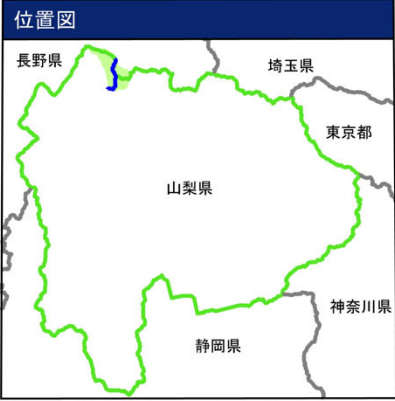 位置図
長野県
埼玉県
東京都
山梨県
神奈川県
静岡県